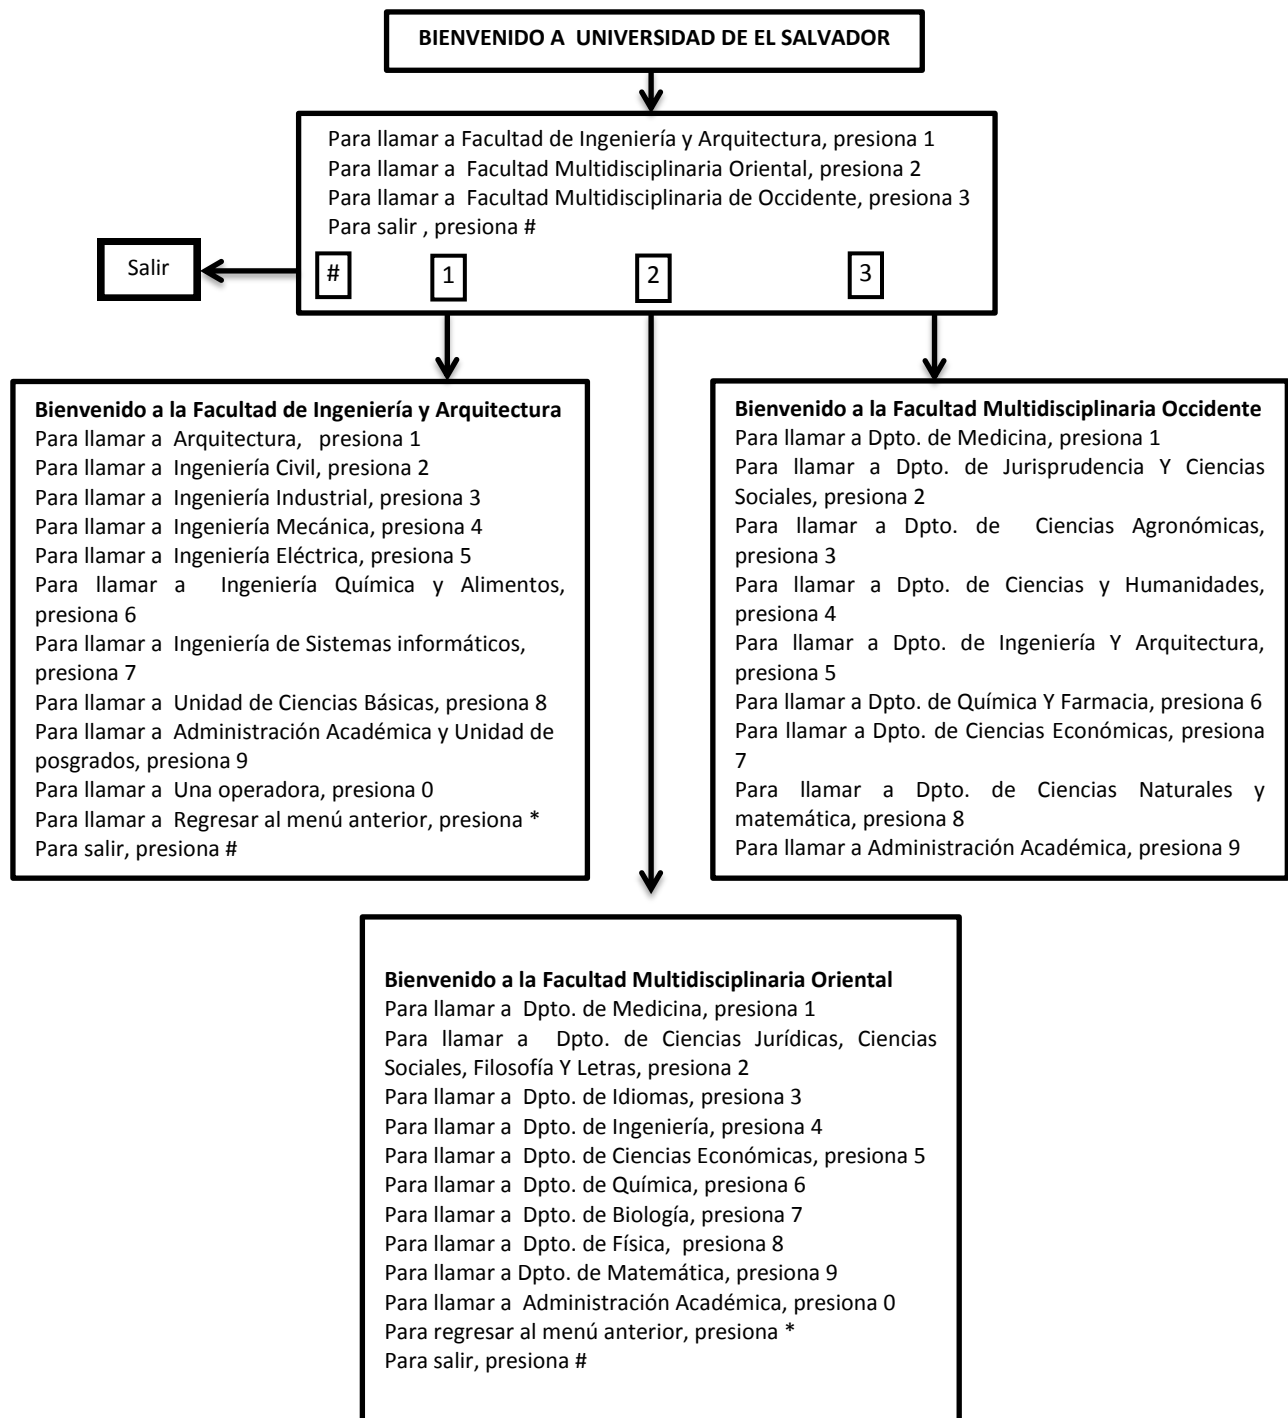 BIENVENIDO A UNIVERSIDAD DE EL SALVADOR
Para llamar a Facultad de Ingeniería y Arquitectura, presiona 1
Para llamar a Facultad Multidisciplinaria Oriental, presiona 2
Para llamar a Facultad Multidisciplinaria de Occidente, presiona 3
Para salir , presiona #
Salir
# 1 2 3
Bienvenido a la Facultad de Ingeniería y Arquitectura
Para llamar a Arquitectura, presiona 1
Para llamar a Ingeniería Civil, presiona 2
Para llamar a Ingeniería Industrial, presiona 3
Para llamar a Ingeniería Mecánica, presiona 4
Para llamar a Ingeniería Eléctrica, presiona 5
Para llamar a Ingeniería Química y Alimentos,
presiona 6
Para llamar a Ingeniería de Sistemas informáticos,
presiona 7
Para llamar a Unidad de Ciencias Básicas, presiona 8
Para llamar a Administración Académica y Unidad de
posgrados, presiona 9
Para llamar a Una operadora, presiona 0
Para llamar a Regresar al menú anterior, presiona *
Para salir, presiona #
Bienvenido a la Facultad Multidisciplinaria Occidente
Para llamar a Dpto. de Medicina, presiona 1
Para llamar a Dpto. de Jurisprudencia Y Ciencias
Sociales, presiona 2
Para llamar a Dpto. de Ciencias Agronómicas,
presiona 3
Para llamar a Dpto. de Ciencias y Humanidades,
presiona 4
Para llamar a Dpto. de Ingeniería Y Arquitectura,
presiona 5
Para llamar a Dpto. de Química Y Farmacia, presiona 6
Para llamar a Dpto. de Ciencias Económicas, presiona
7
Para llamar a Dpto. de Ciencias Naturales y
matemática, presiona 8
Para llamar a Administración Académica, presiona 9
Bienvenido a la Facultad Multidisciplinaria Oriental
Para llamar a Dpto. de Medicina, presiona 1
Para llamar a Dpto. de Ciencias Jurídicas, Ciencias
Sociales, Filosofía Y Letras, presiona 2
Para llamar a Dpto. de Idiomas, presiona 3
Para llamar a Dpto. de Ingeniería, presiona 4
Para llamar a Dpto. de Ciencias Económicas, presiona 5
Para llamar a Dpto. de Química, presiona 6
Para llamar a Dpto. de Biología, presiona 7
Para llamar a Dpto. de Física, presiona 8
Para llamar a Dpto. de Matemática, presiona 9
Para llamar a Administración Académica, presiona 0
Para regresar al menú anterior, presiona *
Para salir, presiona #